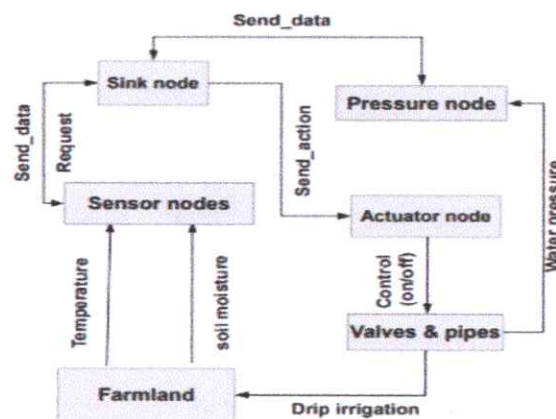 Send_data
Sink node
Pressure node
Send_data
Request
Send_action
Sensor nodes
Actuator node
Water pressure
Temperature
soil moisture
Control
(on/off)
Valves & pipes
Farmland
Drip irrigation